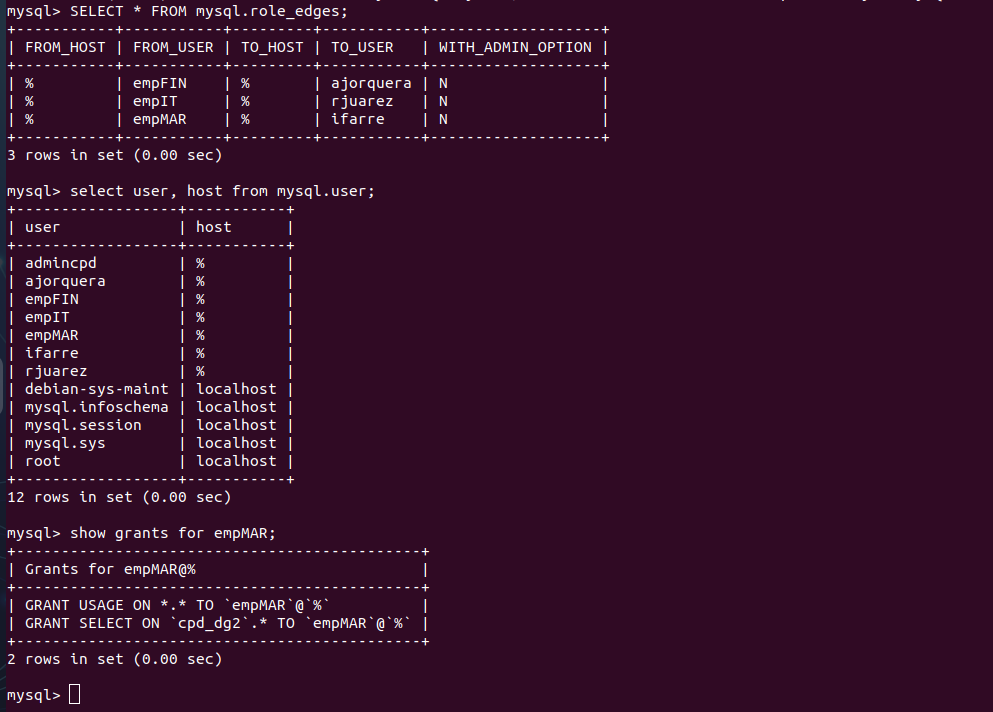 mysql> SELECT * FROM mysql.role_edges;
+-----------+-----------+---------+-----------+-------------------+
| FROM_HOST | FROM_USER | TO_HOST | TO_USER   | WITH_ADMIN_OPTION |
+-----------+-----------+---------+-----------+-------------------+
| %         | empFIN    | %       | ajorquera | N                 |
| %         | empIT     | %       | rjuarez   | N                 |
| %         | empMAR    | %       | ifarre    | N                 |
+-----------+-----------+---------+-----------+-------------------+
3 rows in set (0.00 sec)

mysql> select user, host from mysql.user;
+------------------+-----------+
| user             | host      |
+------------------+-----------+
| admincpd         | %         |
| ajorquera        | %         |
| empFIN           | %         |
| empIT            | %         |
| empMAR           | %         |
| ifarre           | %         |
| rjuarez          | %         |
| debian-sys-maint | localhost |
| mysql.infoschema | localhost |
| mysql.session    | localhost |
| mysql.sys        | localhost |
| root             | localhost |
+------------------+-----------+
12 rows in set (0.00 sec)

mysql> show grants for empMAR;
+---------------------------------------------+
| Grants for empMAR@%                         |
+---------------------------------------------+
| GRANT USAGE ON *.* TO `empMAR`@`%`          |
| GRANT SELECT ON `cpd_dg2`.* TO `empMAR`@`%` |
+---------------------------------------------+
2 rows in set (0.00 sec)

mysql>